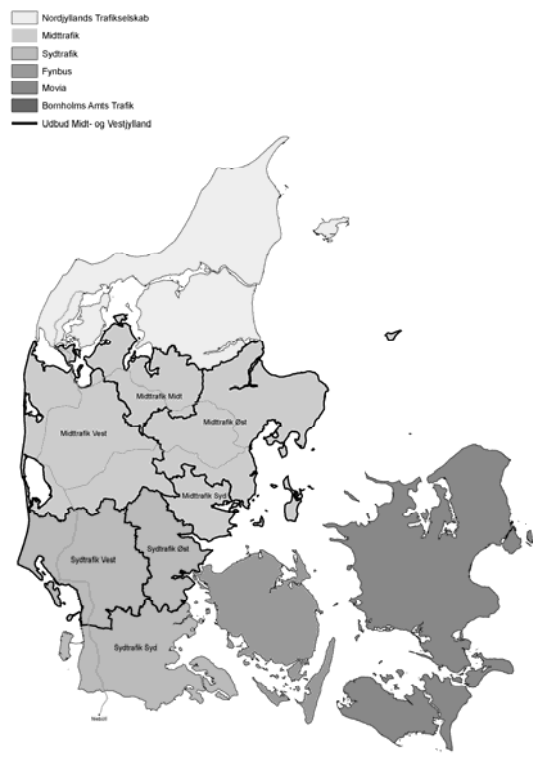 Nordjyllands Trafikselskab
Midttrafik
Sydtrafik
Fynbus
Movia
Bornholms Amts Trafik
Udbud Midt- og Vestjylland
Midttrafik Midt
Midttrafik Øst
Midttrafik Vest
Midttrafik Syd
Sydtrafik Vest
Sydtrafik Øst
Sydtrafik Syd
Niebüll